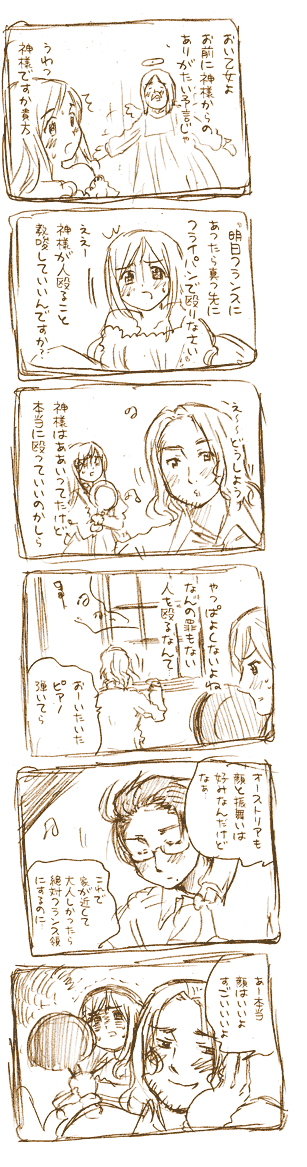 おい乙女よ
お前に神様からの
ありがたい予言じゃ
うわっ
神様ですか貴方
明日フランスに
あったら真っ先に
フライパンで殴りなさい
ええー
神様が人殴ること
教唆していいんですか?
え〜〜どうしよう
神様はああいってたけど
本当に殴っていいのかしら
やっぱよくないよね
なんの罪もない
人を殴るなんて
おーいたいた
ピアノ
弾いてら
オーストリアも
顔と振舞いは
好みなんだけど
なぁ
これで
家が近くて
大人しかったら
絶対フランス領
にするのに
あー本当
顔はいいよ
すごいいいよ